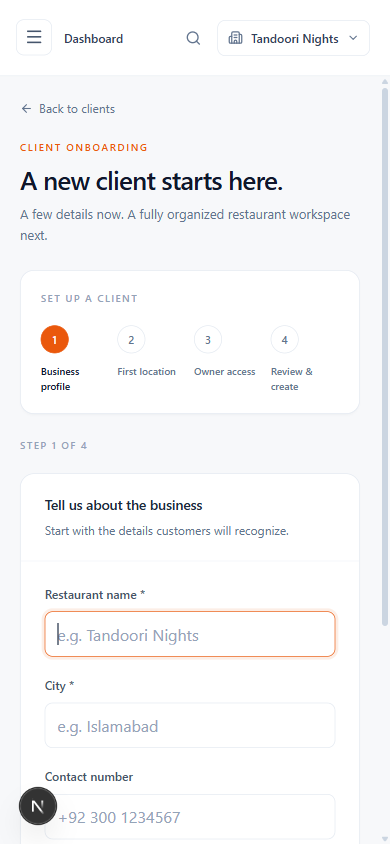 Dashboard
Tandoori Nights
Back to clients
CLIENT ONBOARDING
A new client starts here.
A few details now. A fully organized restaurant workspace
next.
SET UP A CLIENT
1
2
3
4
Business
profile
First location
Owner access
Review &
create
STEP 1 OF 4
Tell us about the business
Start with the details customers will recognize.
Restaurant name *
e.g. Tandoori Nights
City *
e.g. Islamabad
Contact number
N
+92 300 1234567